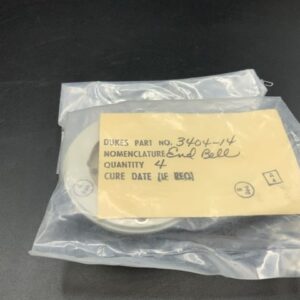 DUKES PART NO. 3404-14
NOMENCLATURE End Bell
QUANTITY 4
CURE DATE (IF REQ)